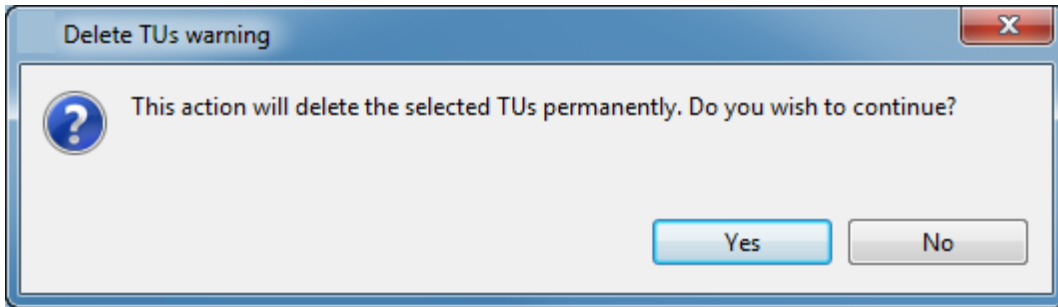 Delete TUs warning
This action will delete the selected TUs permanently. Do you wish to continue?
Yes
No